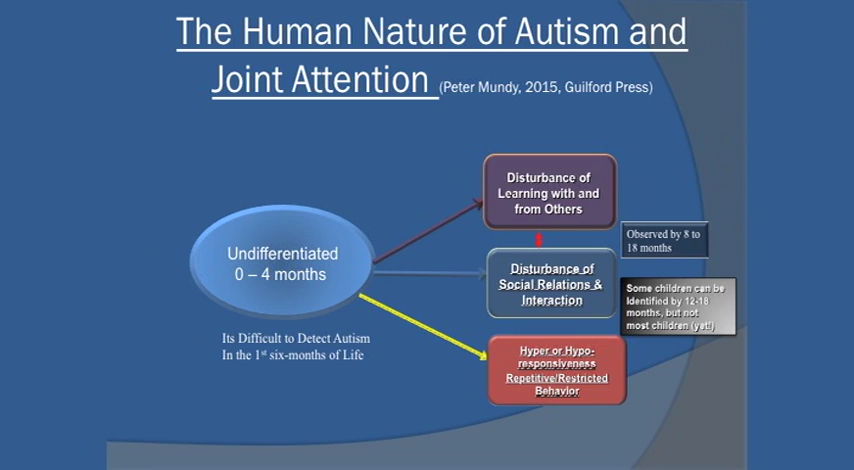 The Human Nature of Autism and
Joint Attention (Peter Mundy, 2015, Guilford Press)
Disturbance of
Learning with and
from Others
Undifferentiated
0 – 4 months
Observed by 8 to
18 months
Disturbance of
Social Relations &
Interaction
Some children can be
Identified by 12-18
months, but not
most children (yet!)
Its Difficult to Detect Autism
In the 1st six-months of Life
Hyper or Hypo-
responsiveness
Repetitive/Restricted
Behavior